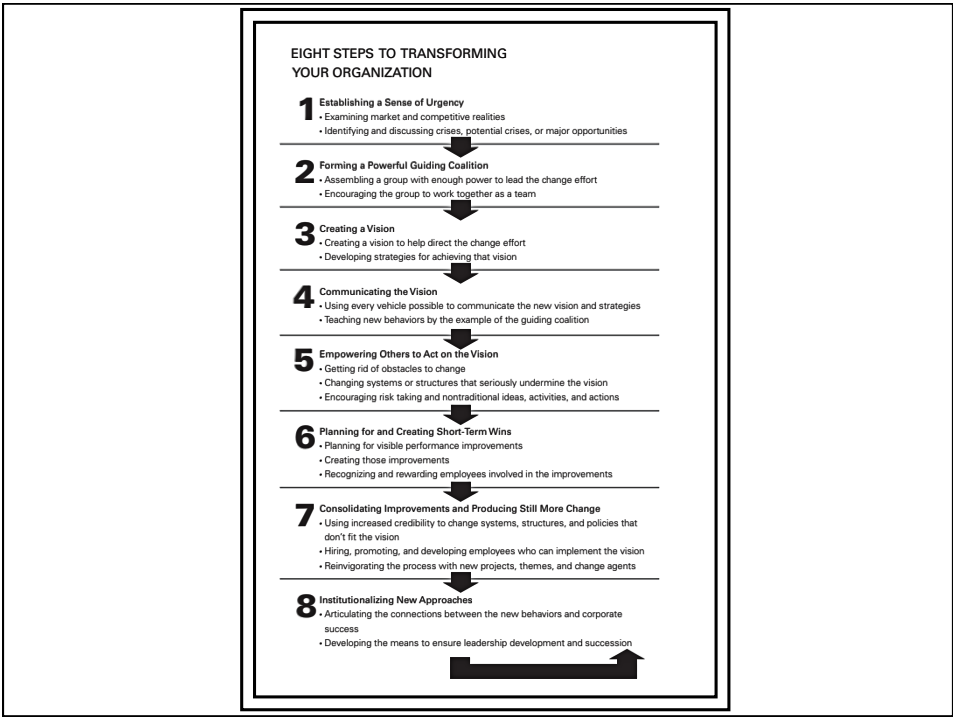 EIGHT STEPS TO TRANSFORMING
YOUR ORGANIZATION
1 Establishing a Sense of Urgency
• Examining market and competitive realities
• Identifying and discussing crises, potential crises, or major opportunities
2 Forming a Powerful Guiding Coalition
• Assembling a group with enough power to lead the change effort
• Encouraging the group to work together as a team
3 Creating a Vision
• Creating a vision to help direct the change effort
• Developing strategies for achieving that vision
4 Communicating the Vision
• Using every vehicle possible to communicate the new vision and strategies
• Teaching new behaviors by the example of the guiding coalition
5 Empowering Others to Act on the Vision
• Getting rid of obstacles to change
• Changing systems or structures that seriously undermine the vision
• Encouraging risk taking and nontraditional ideas, activities, and actions
6 Planning for and Creating Short-Term Wins
• Planning for visible performance improvements
• Creating those improvements
• Recognizing and rewarding employees involved in the improvements
7 Consolidating Improvements and Producing Still More Change
• Using increased credibility to change systems, structures, and policies that
don't fit the vision
• Hiring, promoting, and developing employees who can implement the vision
• Reinvigorating the process with new projects, themes, and change agents
8 Institutionalizing New Approaches
• Articulating the connections between the new behaviors and corporate
success
• Developing the means to ensure leadership development and succession